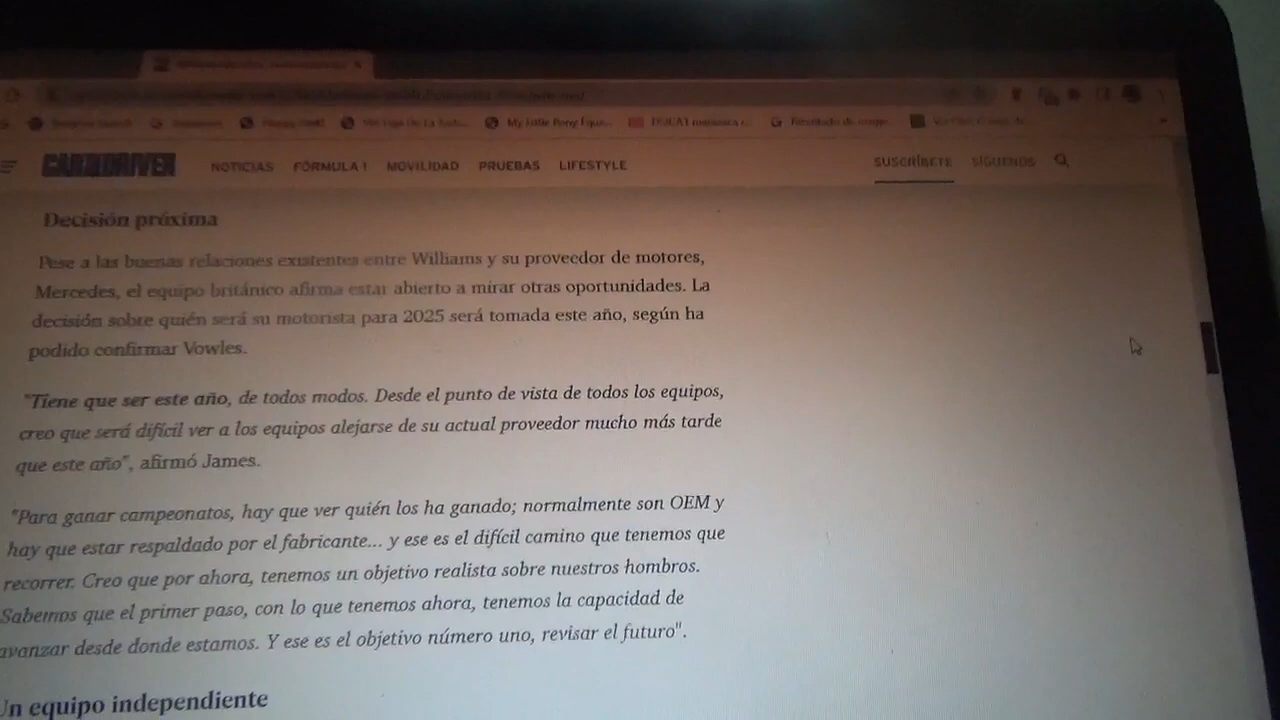 My Little Pony Eque...
CAR AND DRIVER NOTICIAS FÓRMULA 1 MOVILIDAD PRUEBAS LIFESTYLE SUSCRÍBETE SÍGUENOS
Decisión próxima
Pese a las buenas relaciones existentes entre Williams y su proveedor de motores,
Mercedes, el equipo británico afirma estar abierto a mirar otras oportunidades. La
decisión sobre quién será su motorista para 2025 será tomada este año, según ha
podido confirmar Vowles.
"Tiene que ser este año, de todos modos. Desde el punto de vista de todos los equipos,
creo que será difícil ver a los equipos alejarse de su actual proveedor mucho más tarde
que este año", afirmó James.
"Para ganar campeonatos, hay que ver quién los ha ganado; normalmente son OEM y
hay que estar respaldado por el fabricante... y ese es el difícil camino que tenemos que
recorrer. Creo que por ahora, tenemos un objetivo realista sobre nuestros hombros.
Sabemos que el primer paso, con lo que tenemos ahora, tenemos la capacidad de
avanzar desde donde estamos. Y ese es el objetivo número uno, revisar el futuro".
Un equipo independiente